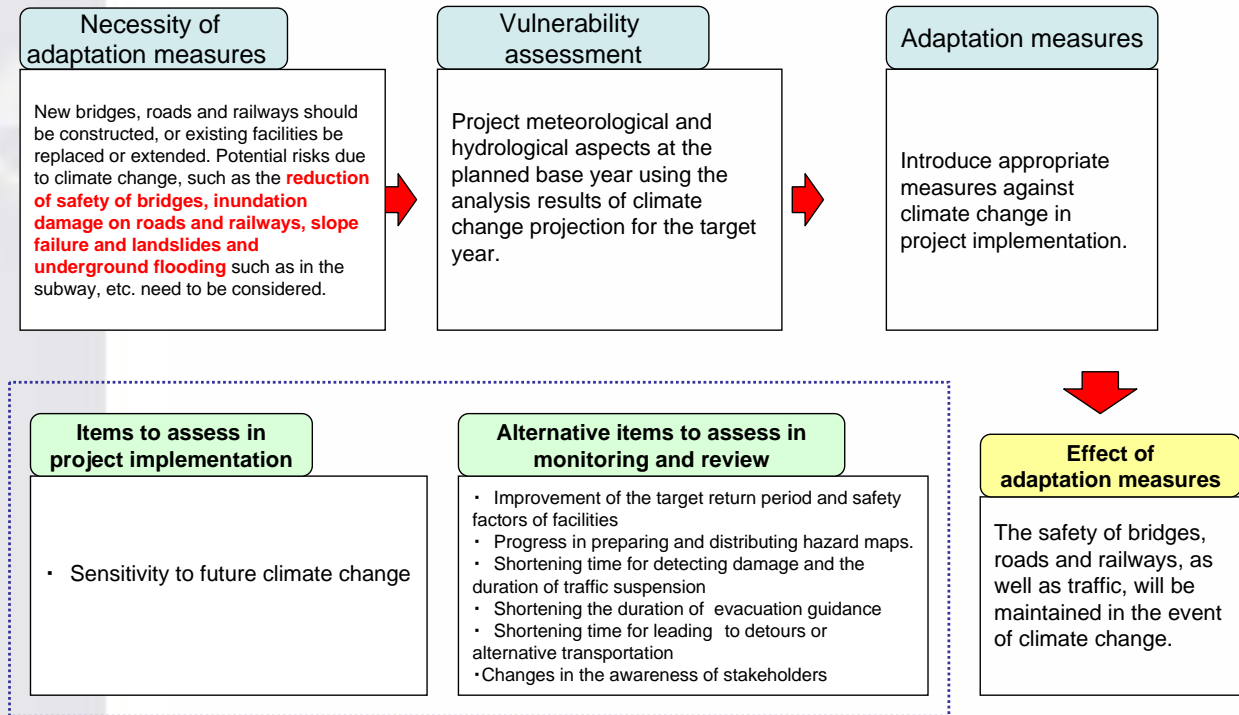 Necessity of
adaptation measures
New bridges, roads and railways should
be constructed, or existing facilities be
replaced or extended. Potential risks due
to climate change, such as the reduction
of safety of bridges, inundation
damage on roads and railways, slope
failure and landslides and
underground flooding such as in the
subway, etc. need to be considered.
Vulnerability
assessment
Project meteorological and
hydrological aspects at the
planned base year using the
analysis results of climate
change projection for the target
year.
Adaptation measures
Introduce appropriate
measures against
climate change in
project implementation.
Items to assess in
project implementation
・ Sensitivity to future climate change
Alternative items to assess in
monitoring and review
・ Improvement of the target return period and safety
factors of facilities
・ Progress in preparing and distributing hazard maps.
・ Shortening time for detecting damage and the
duration of traffic suspension
・ Shortening the duration of evacuation guidance
・ Shortening time for leading to detours or
alternative transportation
・Changes in the awareness of stakeholders
Effect of
adaptation measures
The safety of bridges,
roads and railways, as
well as traffic, will be
maintained in the event
of climate change.